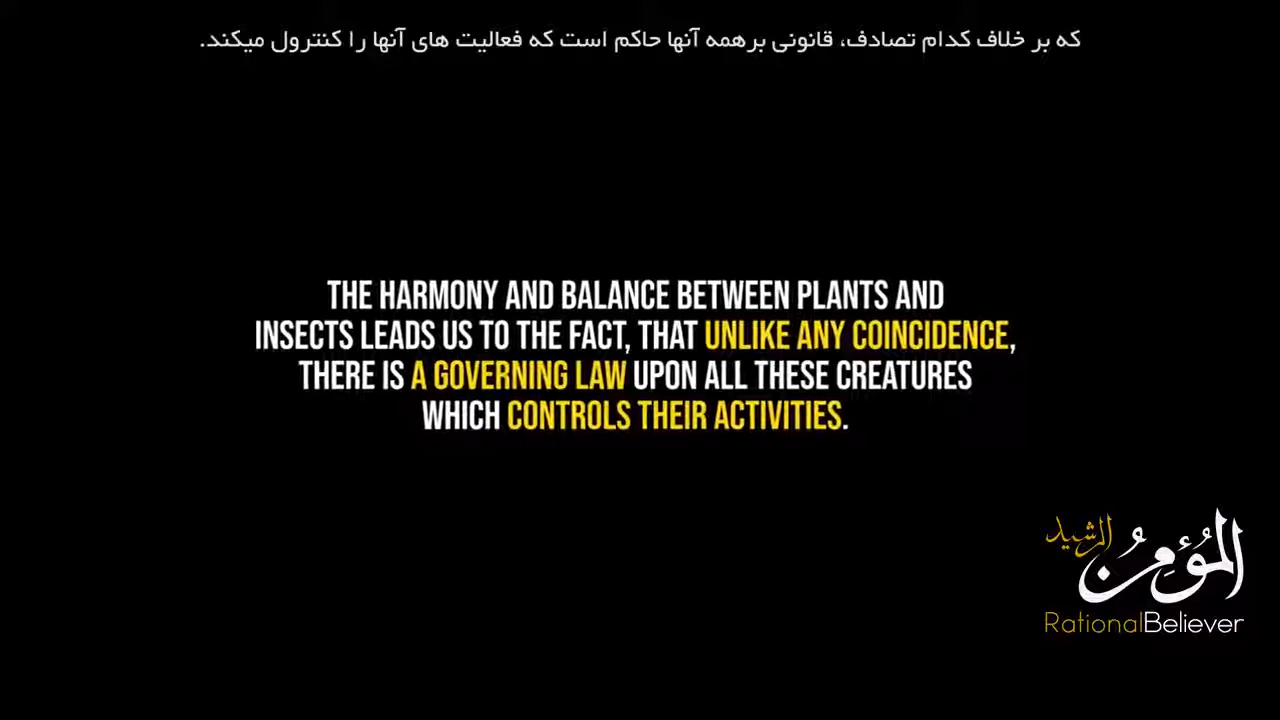 که بر خلاف کدام تصادف، قانونی برهمه آنها حاکم است که فعالیت های آنها را کنترول میکند.
THE HARMONY AND BALANCE BETWEEN PLANTS AND
INSECTS LEADS US TO THE FACT, THAT UNLIKE ANY COINCIDENCE,
THERE IS A GOVERNING LAW UPON ALL THESE CREATURES
WHICH CONTROLS THEIR ACTIVITIES.
المُؤمِنُ الرشيد
RationalBeliever